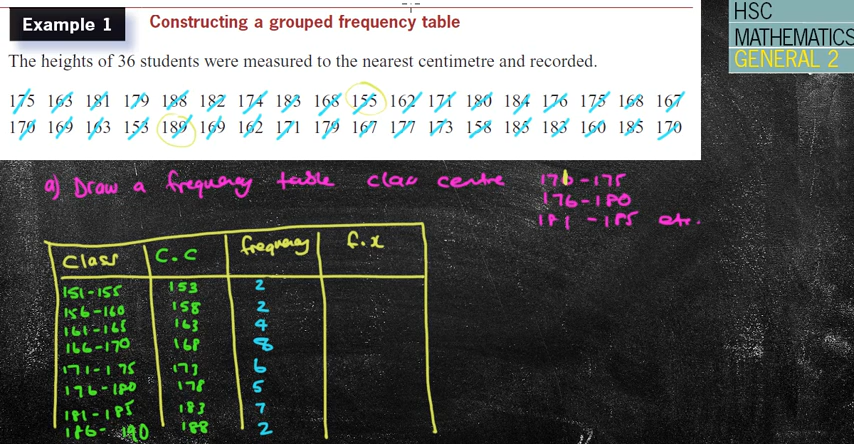 Example 1
Constructing a grouped frequency table
HSC
MATHEMATICS
GENERAL 2
The heights of 36 students were measured to the nearest centimetre and recorded.
175 163 181 179 188 182 174 183 168 155 162 171 180 184 176 175 168 167
170 169 163 153 189 169 162 171 179 167 177 173 158 185 183 160 185 170
a) Draw a frequency table class centre
170-175
176-180
181-185 etc.
Class C.C frequency f.x
151-155 153 2
156-160 158 2
161-165 163 4
166-170 168 8
171-175 173 6
176-180 178 5
181-185 183 7
186-190 188 2